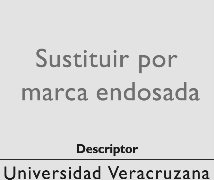 Sustituir por
marca endosada
Descriptor
Universidad Veracruzana